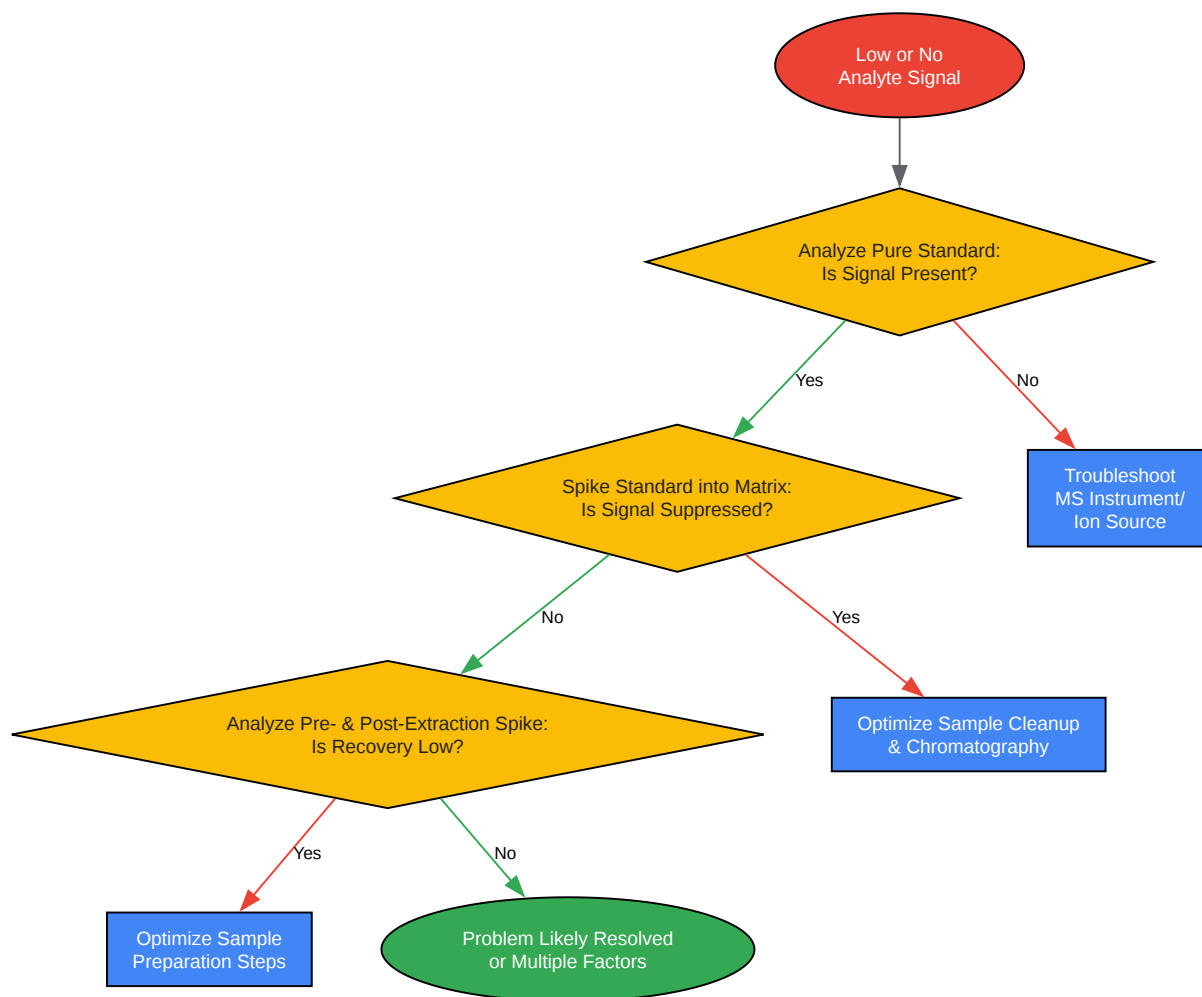 Low or No
Analyte Signal
Analyze Pure Standard:
Is Signal Present?
Yes
No
Spike Standard into Matrix:
Is Signal Suppressed?
Troubleshoot
MS Instrument/
Ion Source
No
Yes
Analyze Pre- & Post-Extraction Spike:
Is Recovery Low?
Optimize Sample Cleanup
& Chromatography
Yes
No
Optimize Sample
Preparation Steps
Problem Likely Resolved
or Multiple Factors